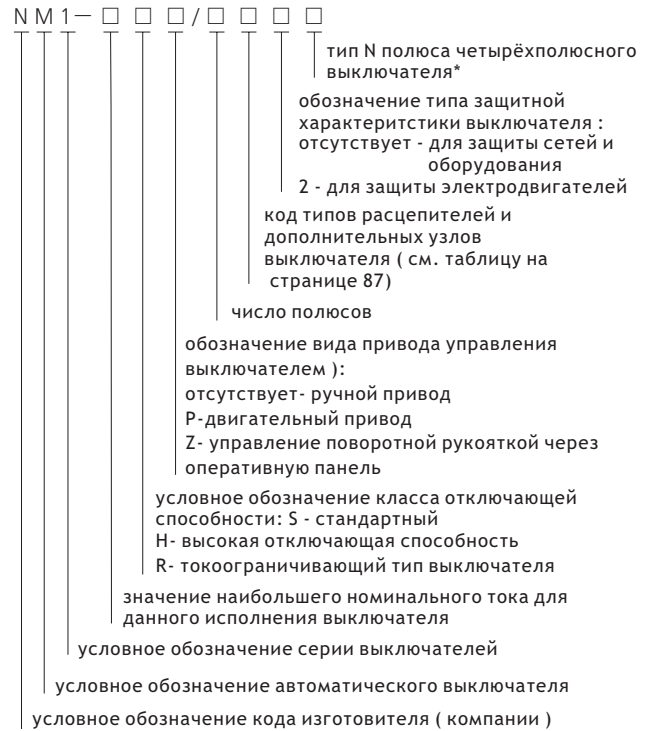 NM1-□□□/□□□□
тип N полюса четырёхполюсного
выключателя*
обозначение типа защитной
характеритстики выключателя :
отсутствует - для защиты сетей и
оборудования
2 - для защиты электродвигателей
код типов расцепителей и
дополнительных узлов
выключателя ( см. таблицу на
странице 87)
число полюсов
обозначение вида привода управления
выключателем ):
отсутствует- ручной привод
P-двигательный привод
Z- управление поворотной рукояткой через
оперативную панель
условное обозначение класса отключающей
способности: S - стандартный
H- высокая отключающая способность
R- токоограничивающий тип выключателя
значение наибольшего номинального тока для
данного исполнения выключателя
условное обозначение серии выключателей
условное обозначение автоматического выключателя
условное обозначение кода изготовителя ( компании )